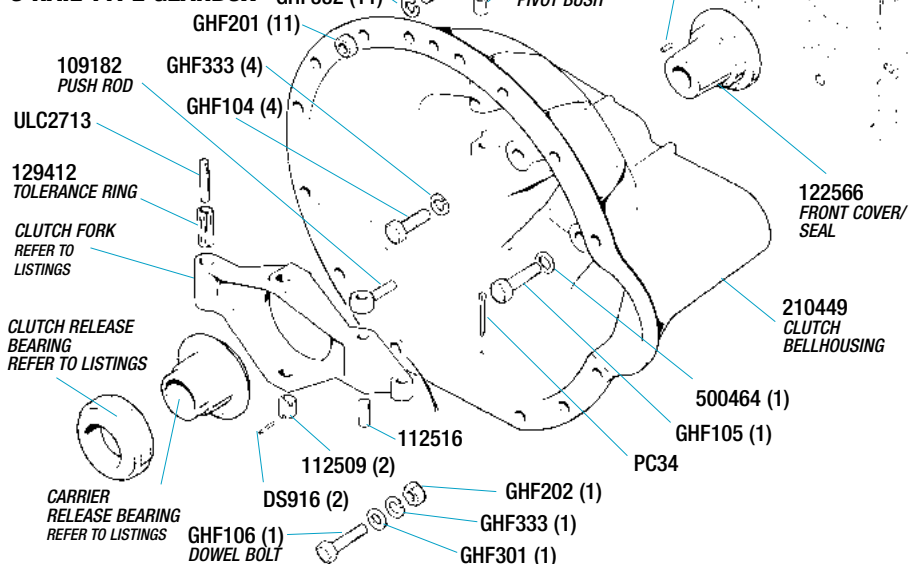 GHF201 (11)
109182
PUSH ROD
GHF333 (4)
GHF104 (4)
ULC2713
129412
TOLERANCE RING
CLUTCH FORK
REFER TO
LISTINGS
122566
FRONT COVER/
SEAL
CLUTCH RELEASE
BEARING
REFER TO LISTINGS
210449
CLUTCH
BELLHOUSING
500464 (1)
GHF105 (1)
PC34
112516
112509 (2)
DS916 (2)
CARRIER
RELEASE BEARING
REFER TO LISTINGS
GHF202 (1)
GHF333 (1)
GHF301 (1)
GHF106 (1)
DOWEL BOLT